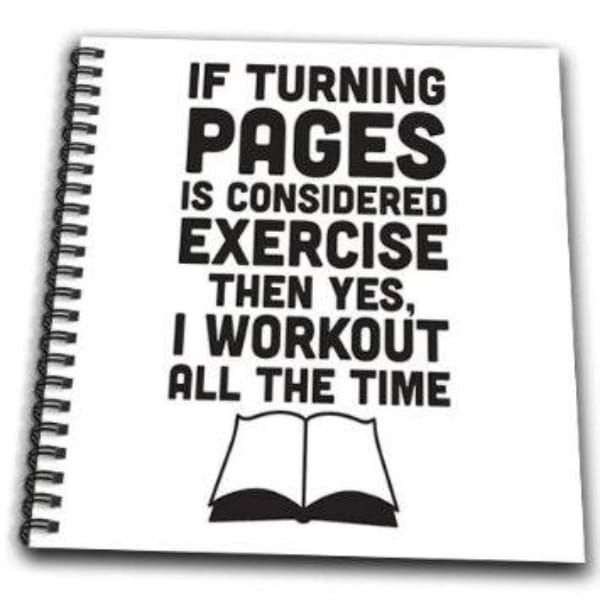 IF TURNING
PAGES
IS CONSIDERED
EXERCISE
THEN YES,
I WORKOUT
ALL THE TIME